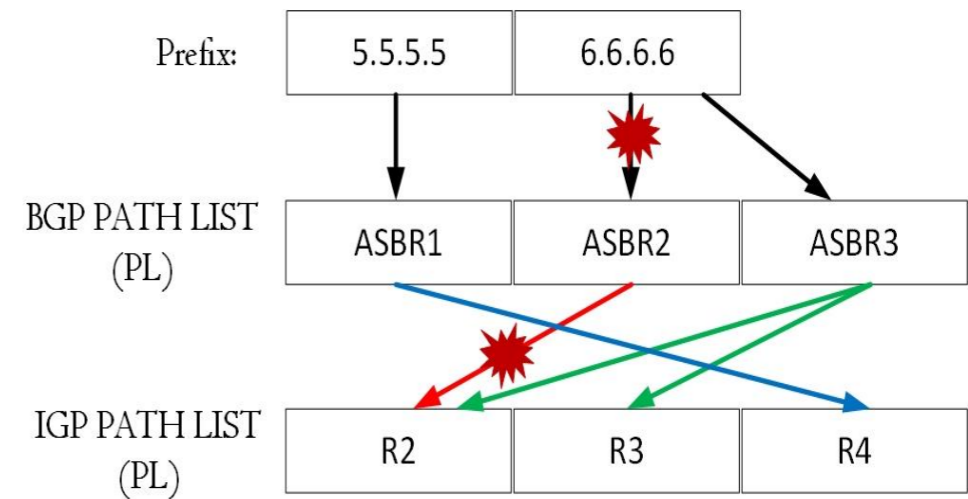 Prefix: 5.5.5.5 6.6.6.6
BGP PATH LIST
(PL)
ASBR1 ASBR2 ASBR3
IGP PATH LIST
(PL)
R2 R3 R4